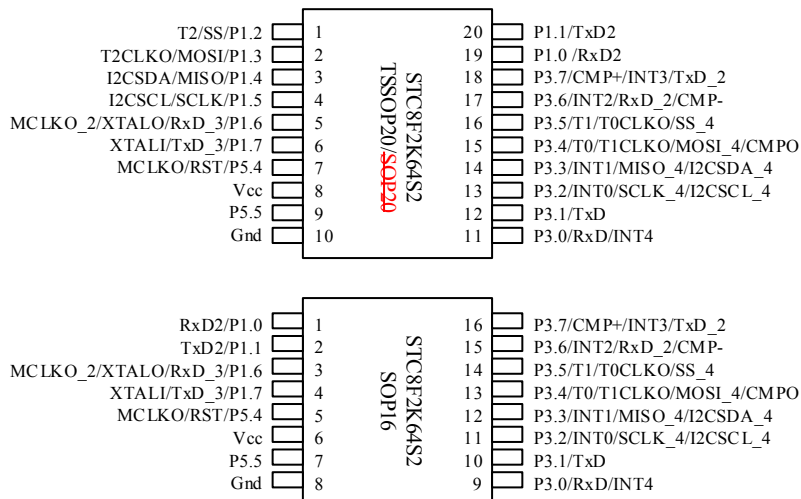 T2/SS/P1.2 1 20 P1.1/TxD2
T2CLKO/MOSI/P1.3 2 19 P1.0 /RxD2
I2CSDA/MISO/P1.4 3 18 P3.7/CMP+/INT3/TxD_2
I2CSCL/SCLK/P1.5 4 17 P3.6/INT2/RxD_2/CMP-
MCLKO_2/XTALO/RxD_3/P1.6 5 16 P3.5/T1/T0CLKO/SS_4
XTALI/TxD_3/P1.7 6 15 P3.4/T0/T1CLKO/MOSI_4/CMPO
MCLKO/RST/P5.4 7 14 P3.3/INT1/MISO_4/I2CSDA_4
Vcc 8 13 P3.2/INT0/SCLK_4/I2CSCL_4
P5.5 9 12 P3.1/TxD
Gnd 10 11 P3.0/RxD/INT4
STC8F2K64S2
TSSOP20/SOP20
RxD2/P1.0 1 16 P3.7/CMP+/INT3/TxD_2
TxD2/P1.1 2 15 P3.6/INT2/RxD_2/CMP-
MCLKO_2/XTALO/RxD_3/P1.6 3 14 P3.5/T1/T0CLKO/SS_4
XTALI/TxD_3/P1.7 4 13 P3.4/T0/T1CLKO/MOSI_4/CMPO
MCLKO/RST/P5.4 5 12 P3.3/INT1/MISO_4/I2CSDA_4
Vcc 6 11 P3.2/INT0/SCLK_4/I2CSCL_4
P5.5 7 10 P3.1/TxD
Gnd 8 9 P3.0/RxD/INT4
STC8F2K64S2
SOP16